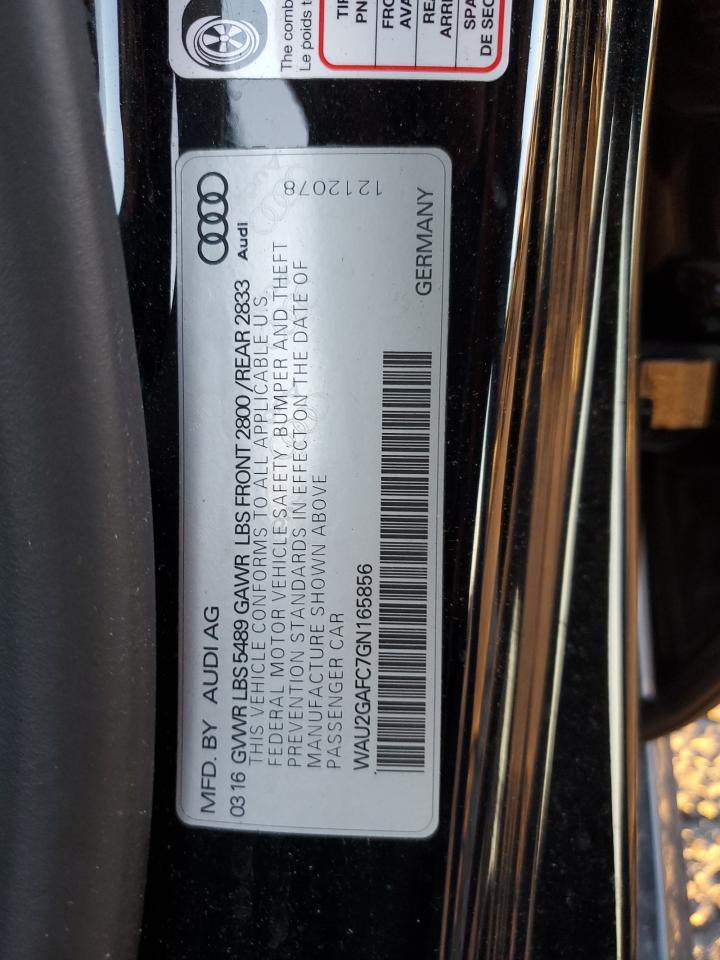 The comb
Le poids t
TIR
PN
FRO
AVA
REA
ARRI
SPA
DE SEC
Audi
MFD. BY AUDI AG
03 16 GVWR LBS 5489 GAWR LBS FRONT 2800 /REAR 2833
THIS VEHICLE CONFORMS TO ALL APPLICABLE U.S.
FEDERAL MOTOR VEHICLE SAFETY, BUMPER AND THEFT
PREVENTION STANDARDS IN EFFECT ON THE DATE OF
MANUFACTURE SHOWN ABOVE
PASSENGER CAR
WAU2GAFC7GN165856
GERMANY
1212078